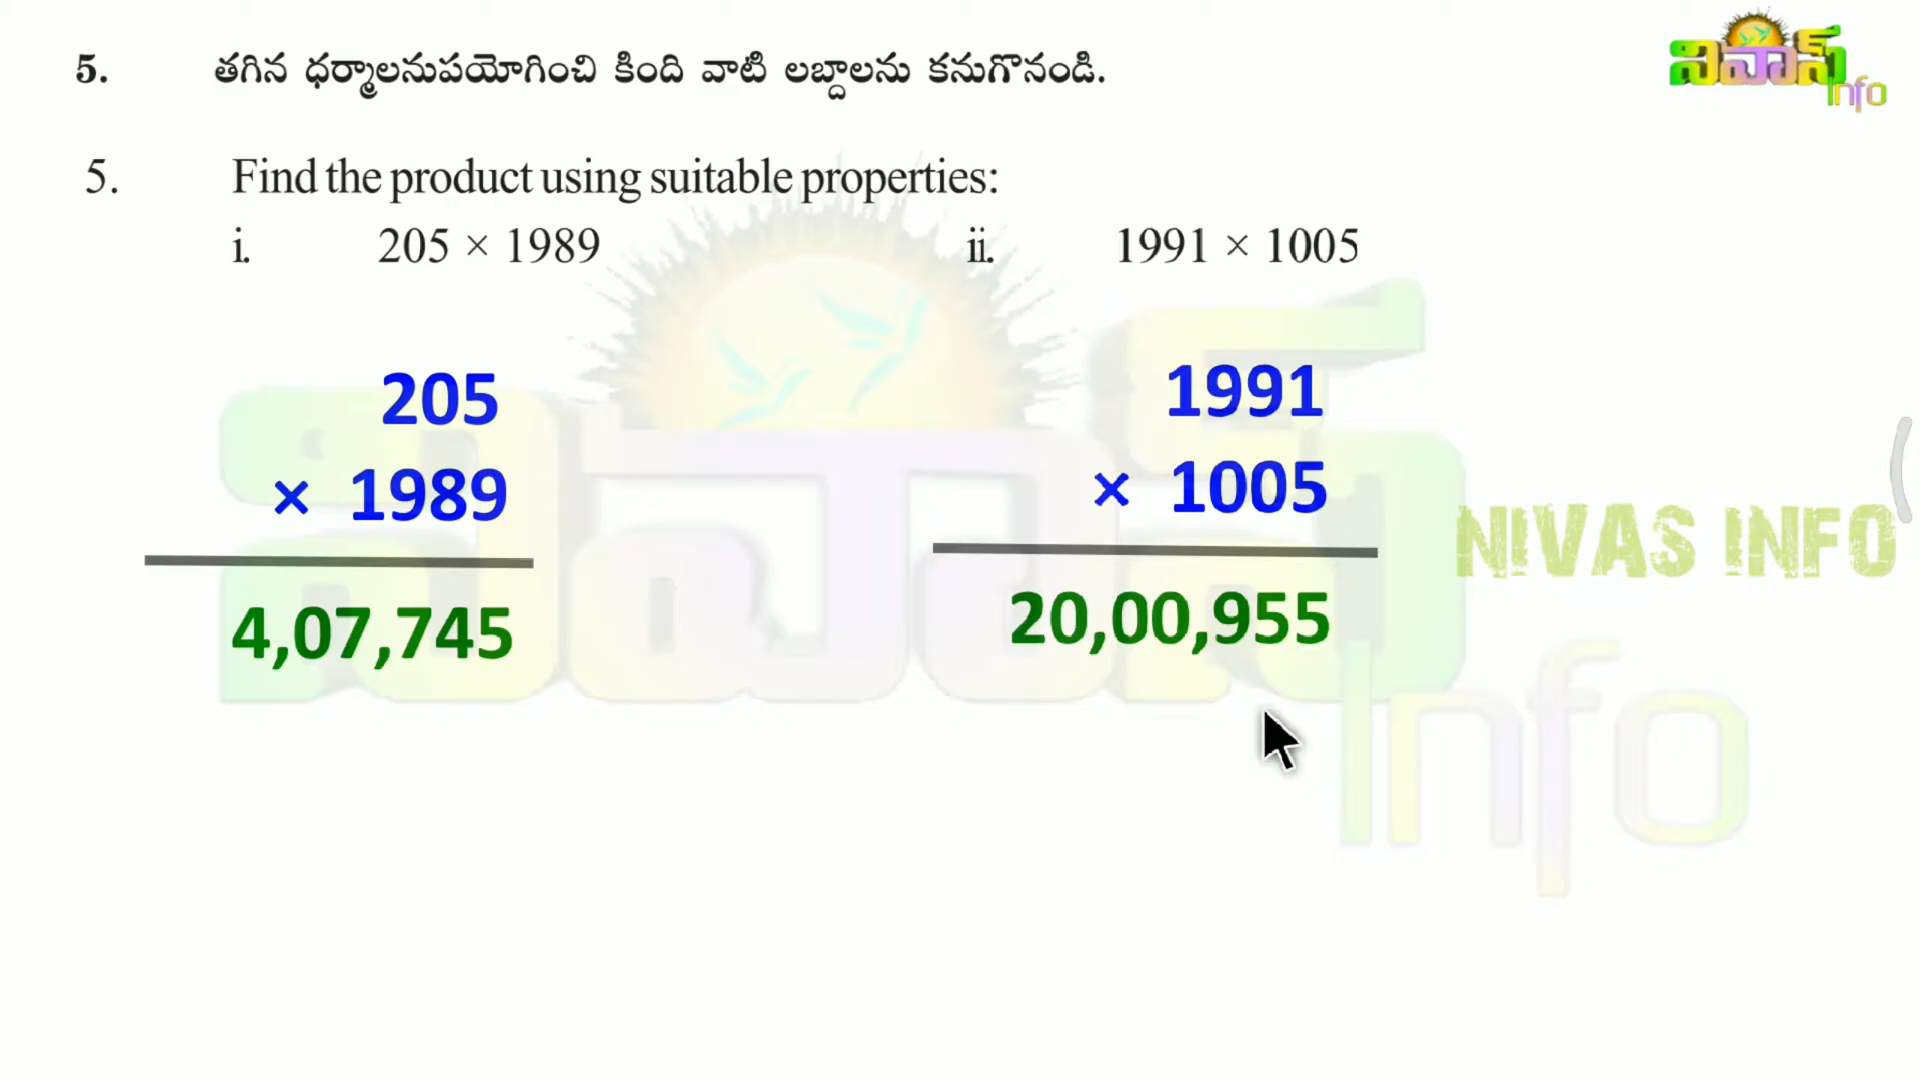 నివాస్
Info
5. తగిన ధర్మాలనుపయోగించి కింది వాటి లబ్దాలను కనుగొనండి.
5. Find the product using suitable properties:
i. 205 × 1989 ii. 1991 × 1005
205
× 1989
4,07,745
1991
× 1005
20,00,955
NIVAS INFO
నివాస్
Info